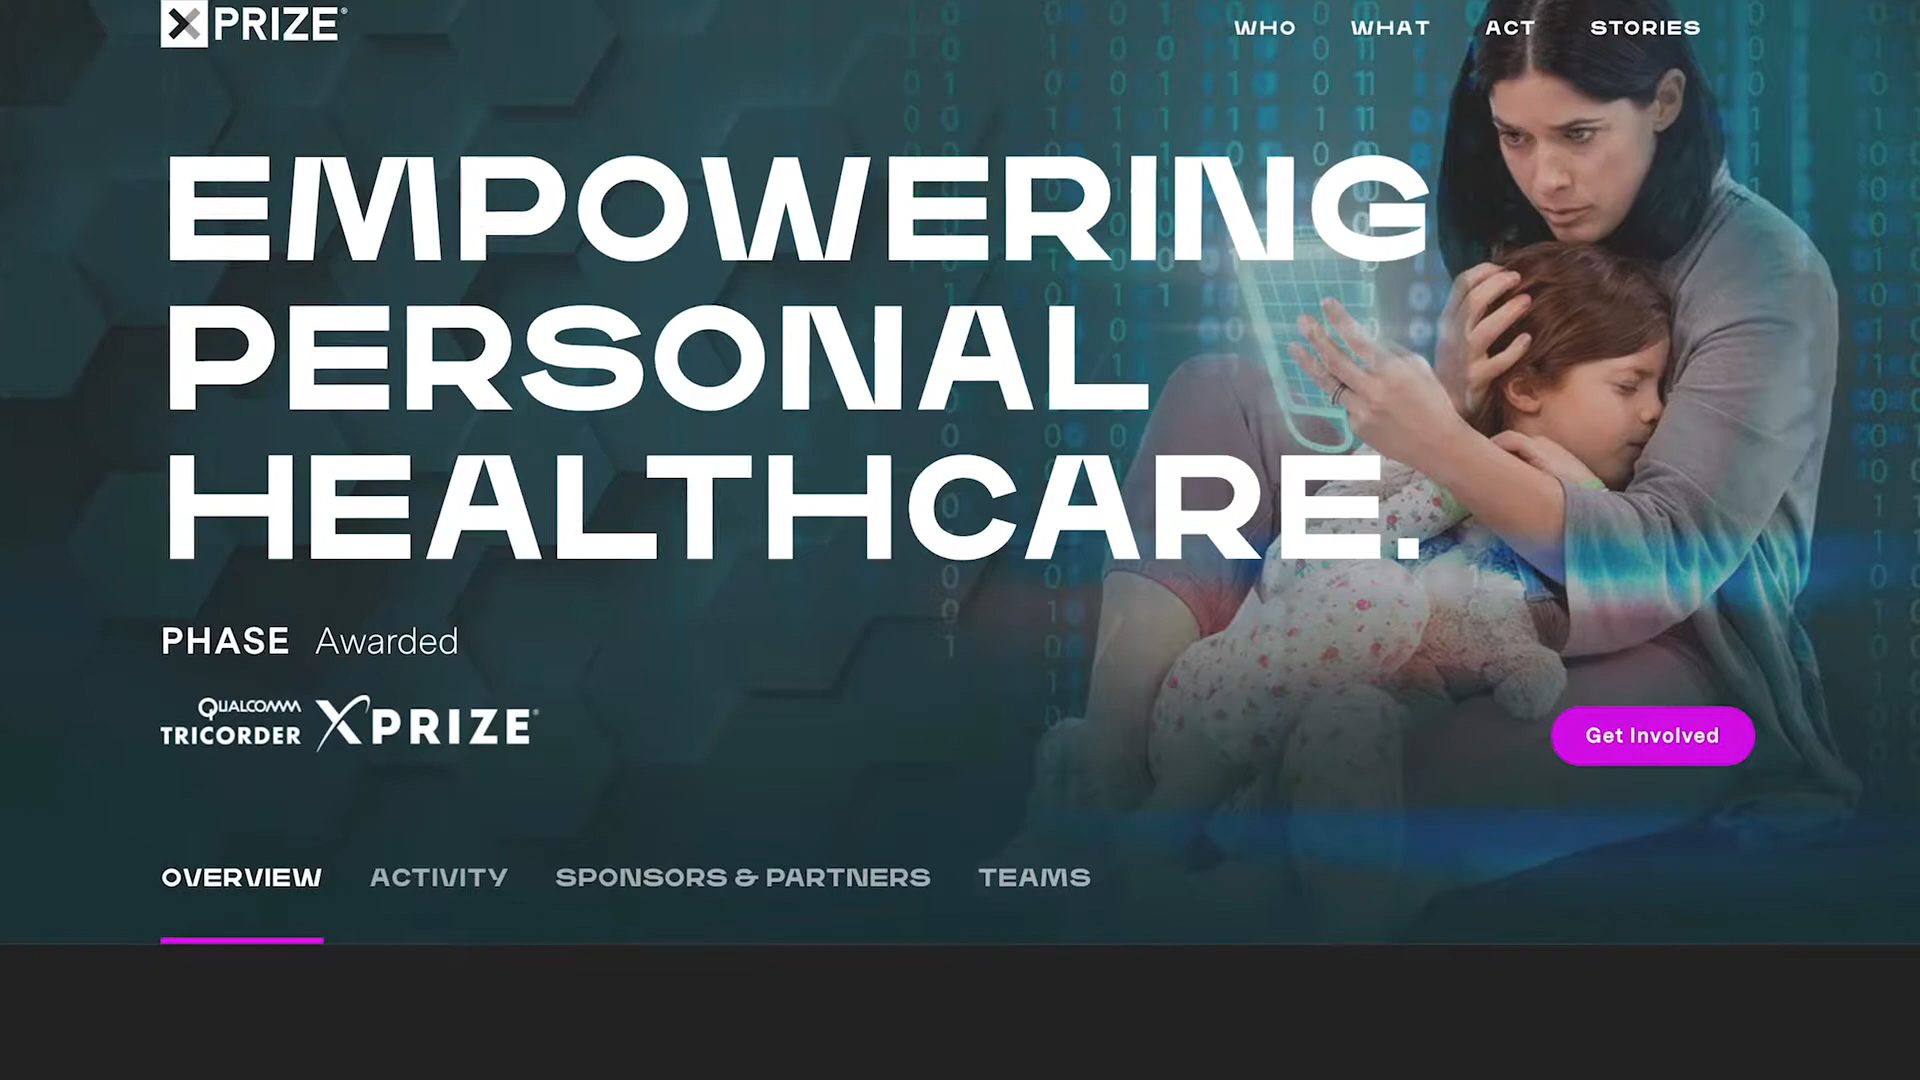 XPRIZE®
WHO WHAT ACT STORIES
EMPOWERING
PERSONAL
HEALTHCARE.
PHASE Awarded
QUALCOMM
TRICORDER XPRIZE
Get Involved
OVERVIEW ACTIVITY SPONSORS & PARTNERS TEAMS